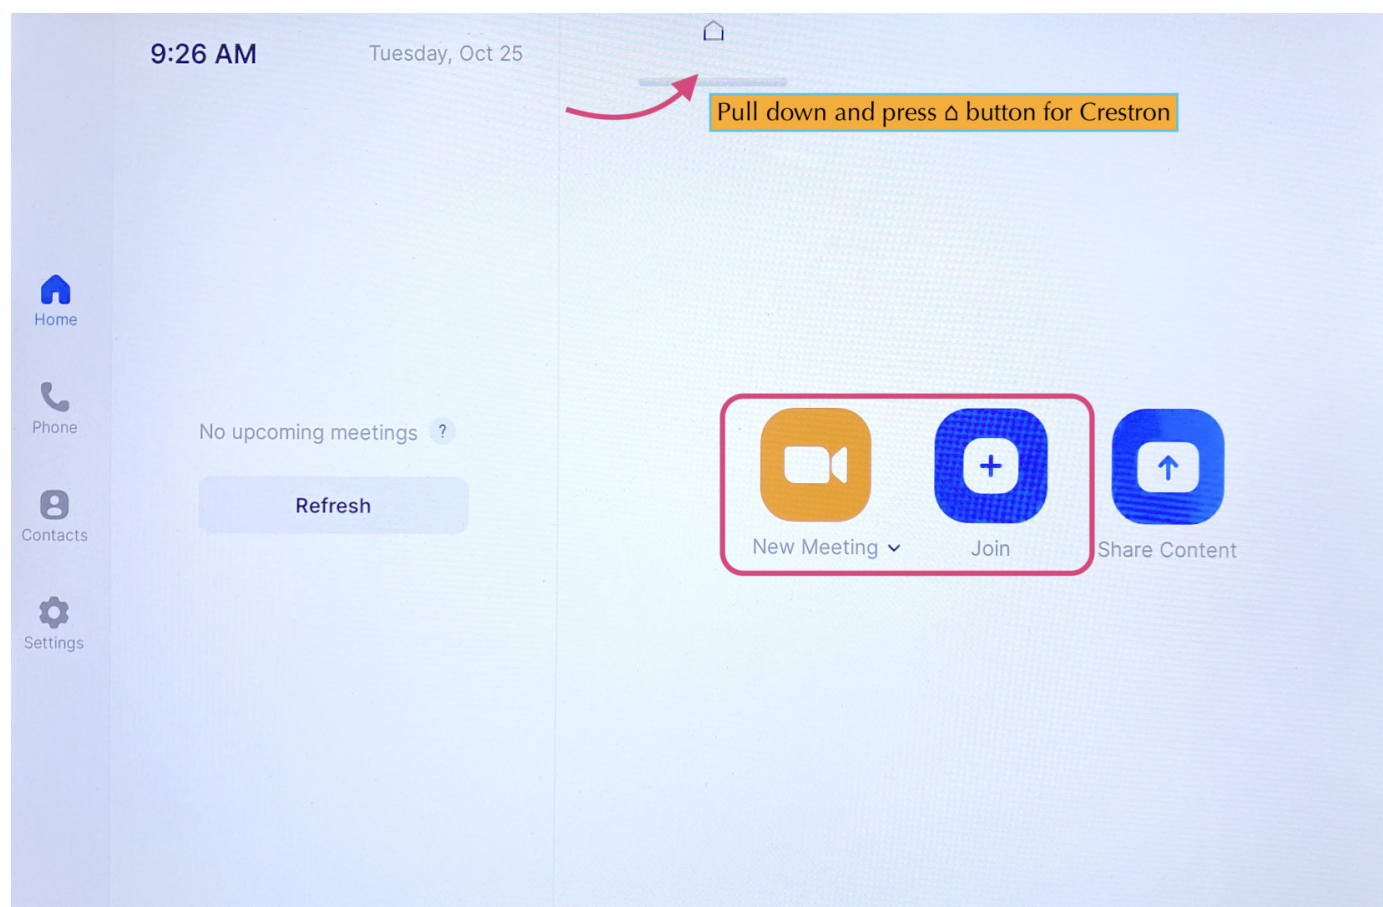 9:26 AM
Tuesday, Oct 25
Pull down and press ⌂ button for Crestron
Home
Phone
Contacts
Settings
No upcoming meetings ?
Refresh
New Meeting
Join
Share Content